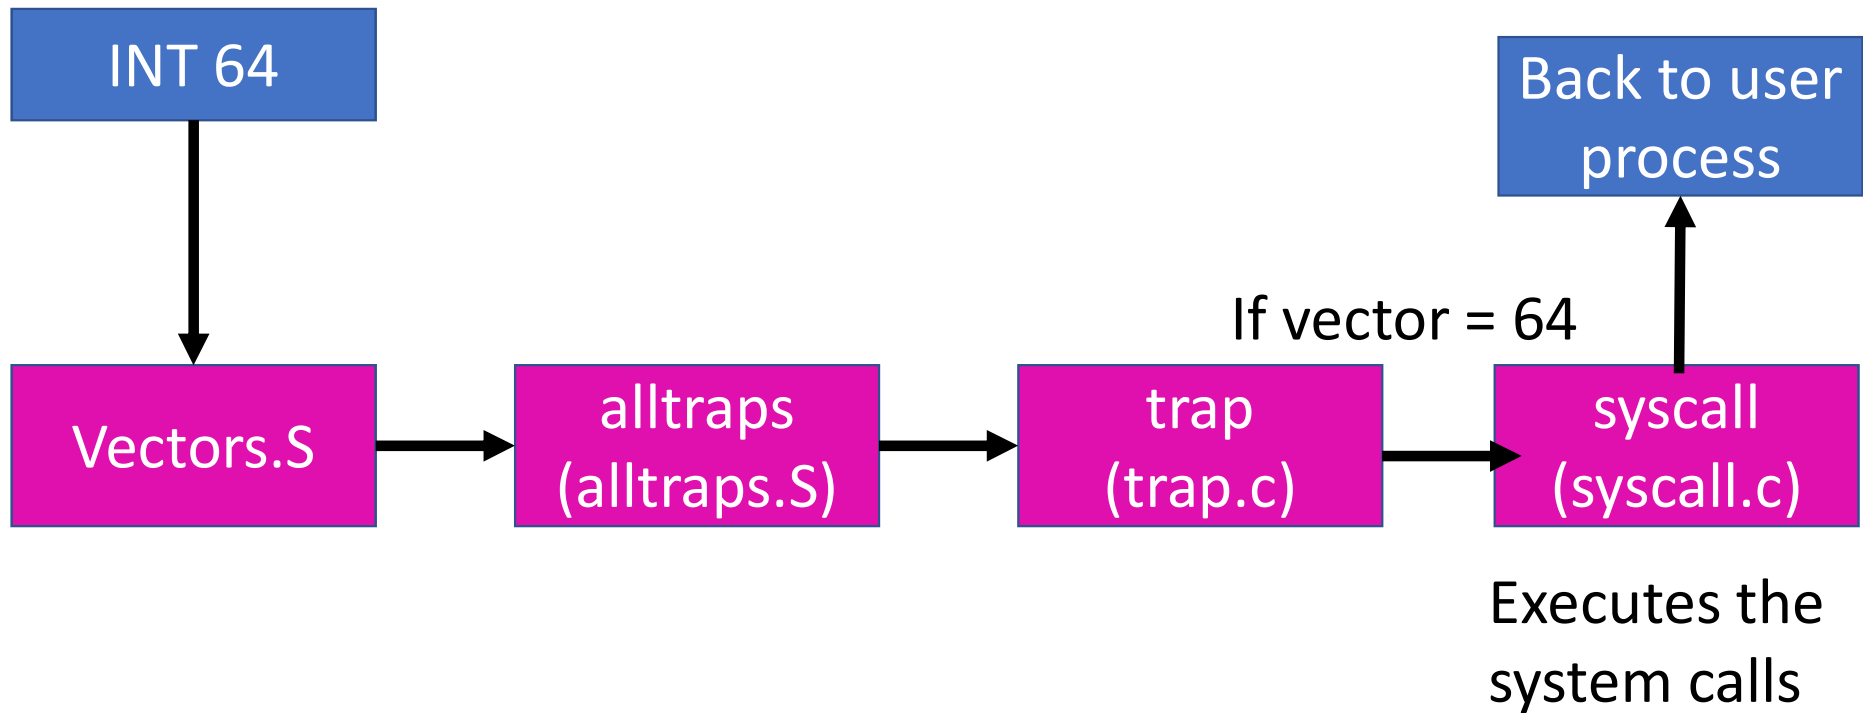 INT 64
Back to user
process
If vector = 64
Vectors.S
alltraps
(alltraps.S)
trap
(trap.c)
syscall
(syscall.c)
Executes the
system calls